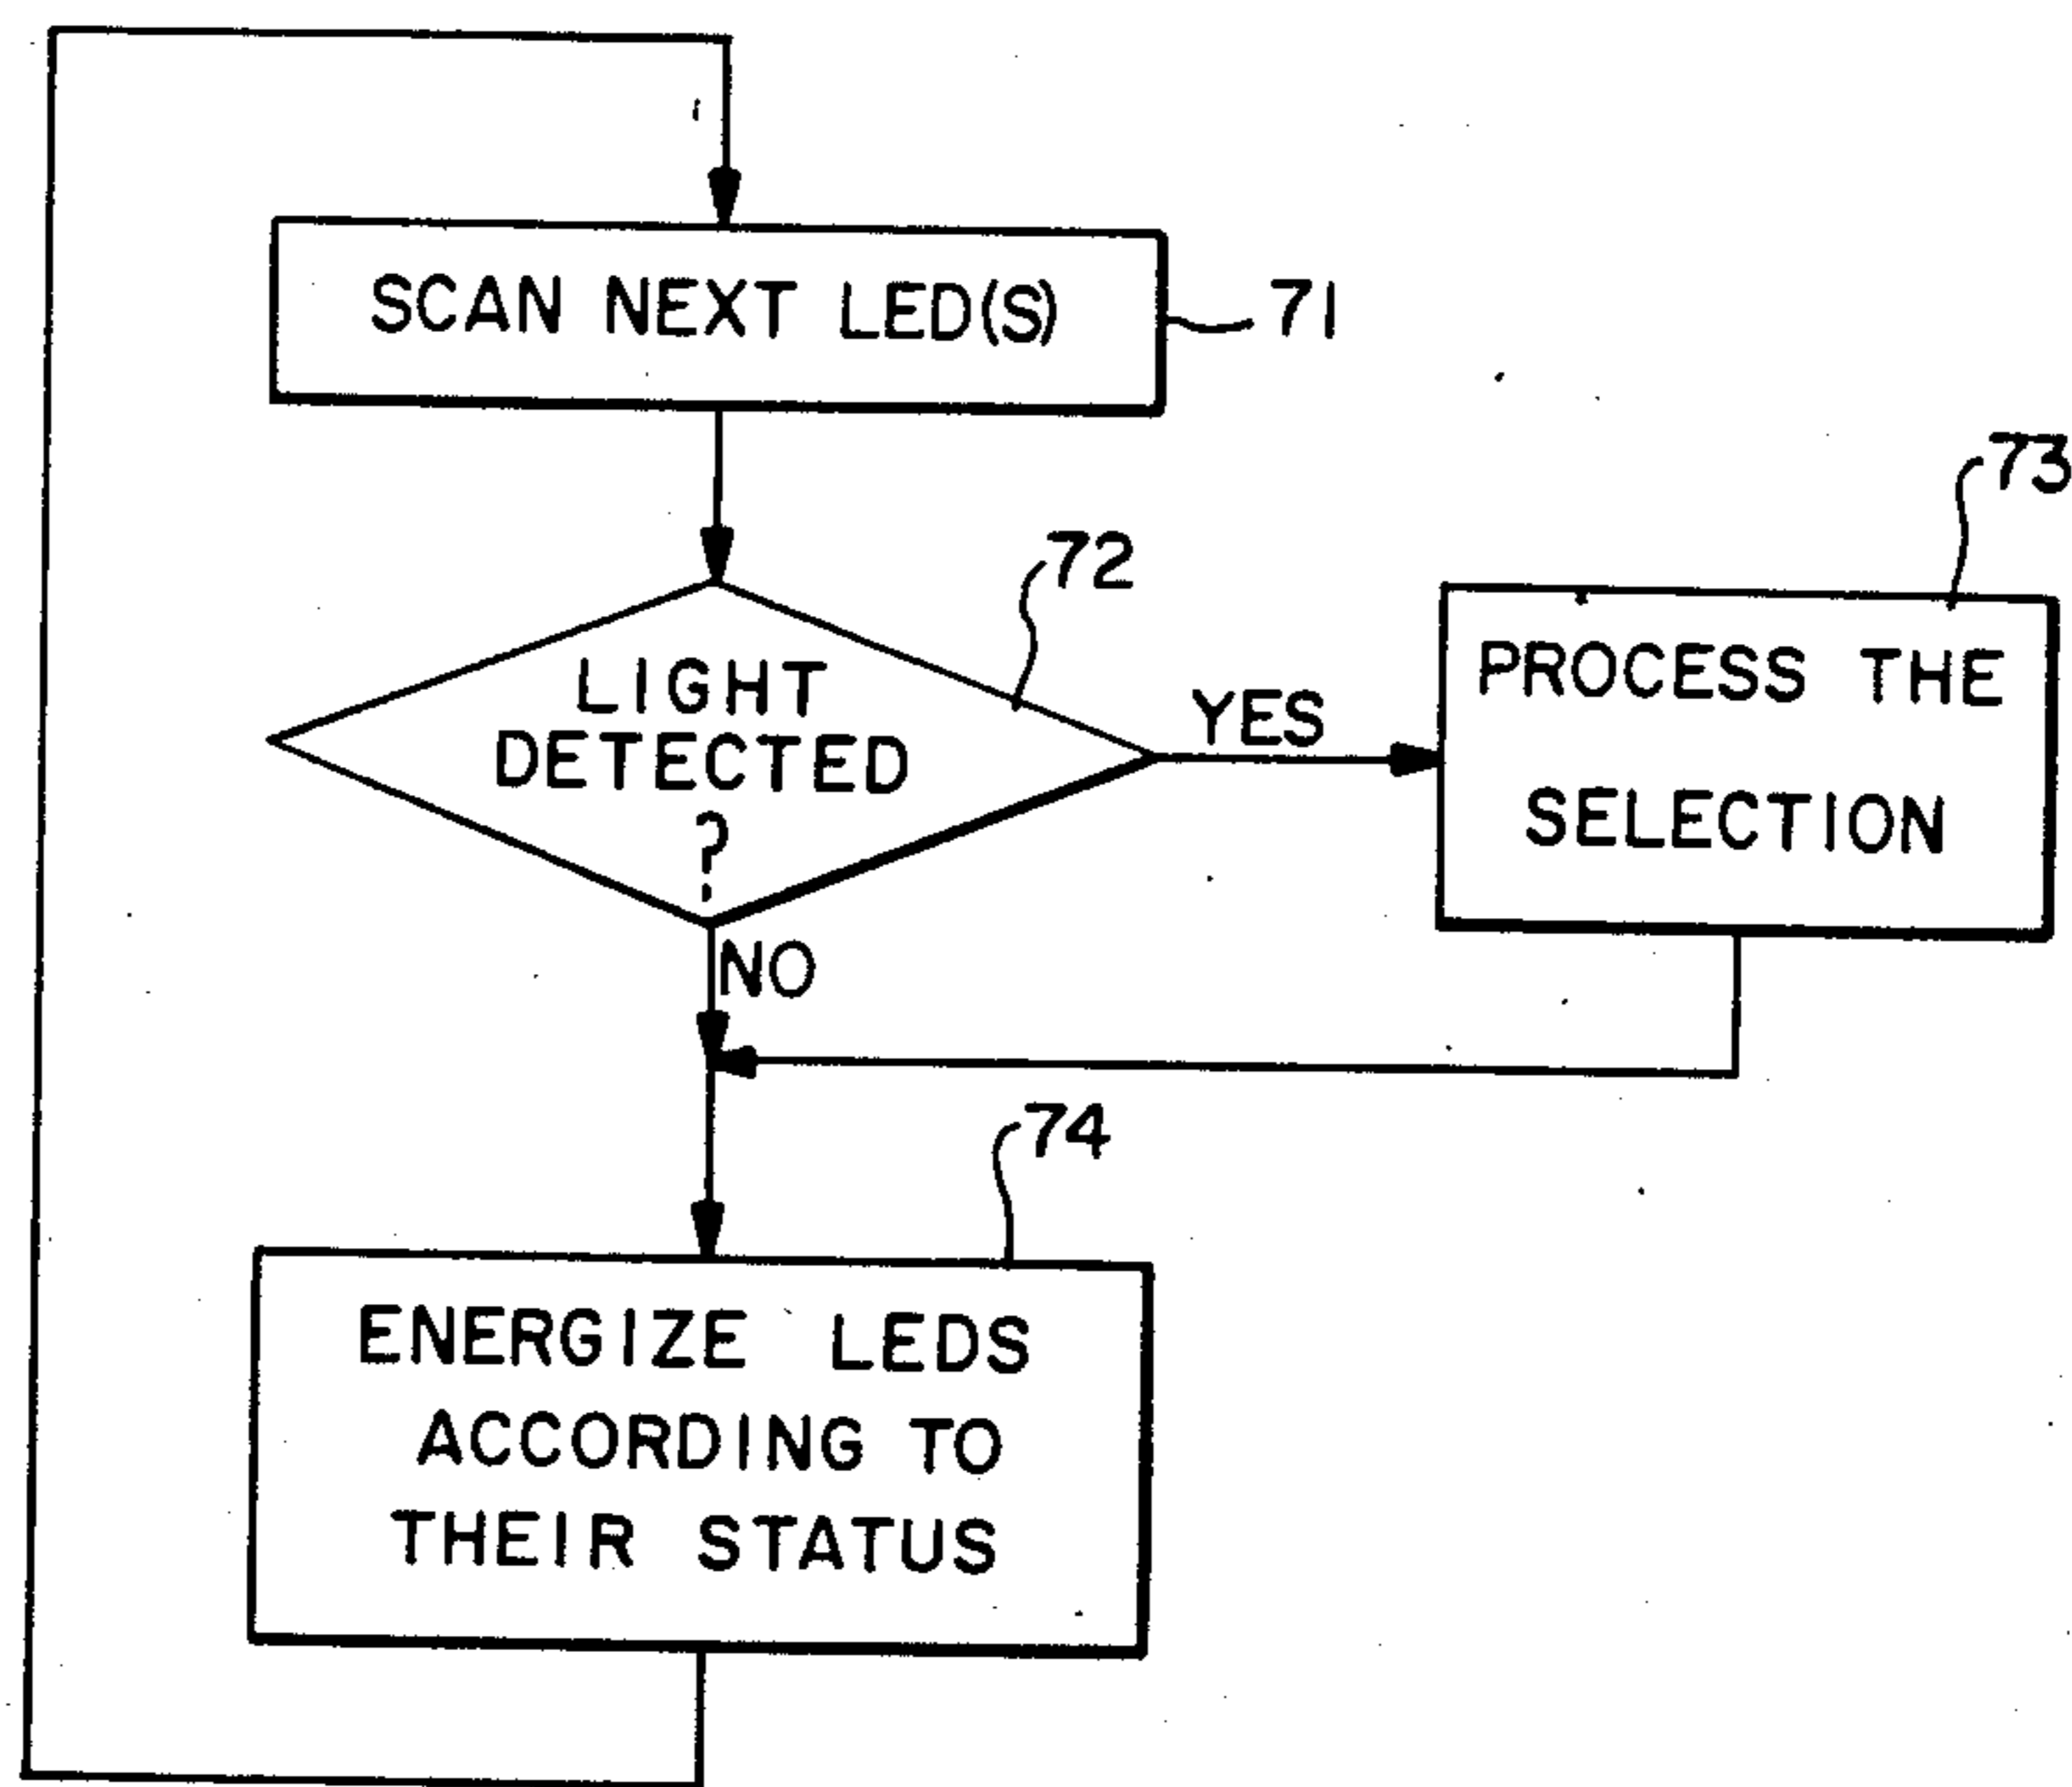 SCAN NEXT LED(S)
71
72
LIGHT
DETECTED
?
YES
73
PROCESS THE
SELECTION
NO
74
ENERGIZE LEDS
ACCORDING TO
THEIR STATUS